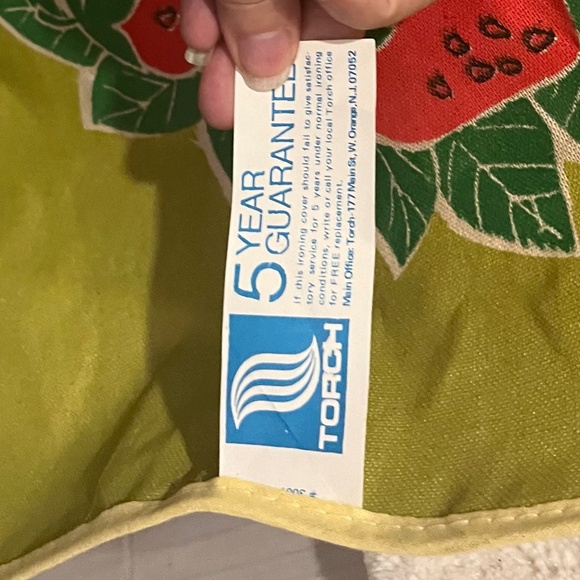 5 YEAR
GUARANTEE
If this ironing cover should fail to give satisfac-
tory service for 5 years under normal ironing
conditions, write or call your local Torch office
for FREE replacement.
Main Office: Torch-177 Main St., W. Orange, N.J. 07052
TORCH